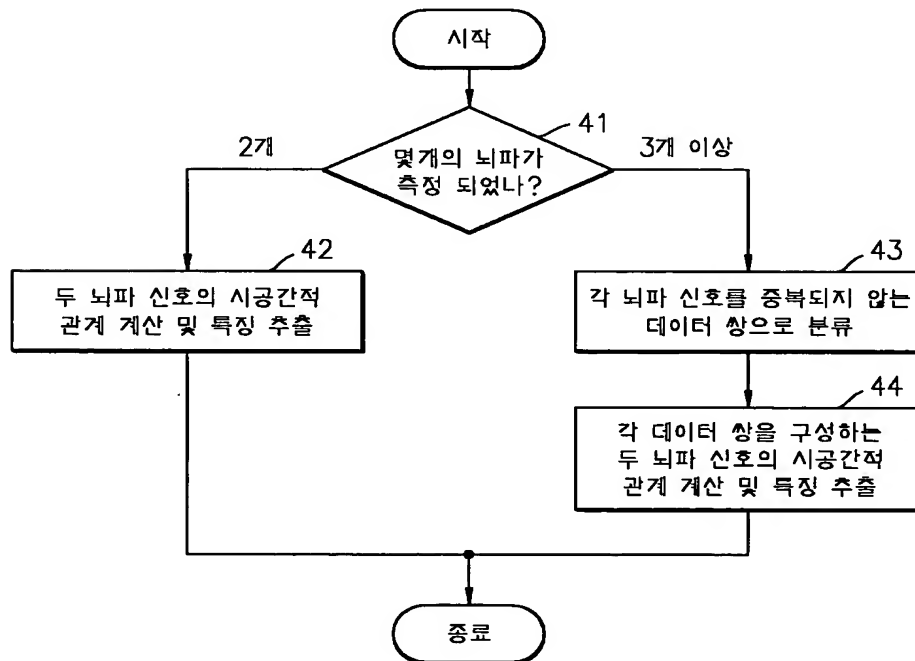 시작
41
몇개의 뇌파가
측정 되었나?
2개
3개 이상
42
두 뇌파 신호의 시공간적
관계 계산 및 특징 추출
43
각 뇌파 신호를 중복되지 않는
데이터 쌍으로 분류
44
각 데이터 쌍을 구성하는
두 뇌파 신호의 시공간적
관계 계산 및 특징 추출
종료